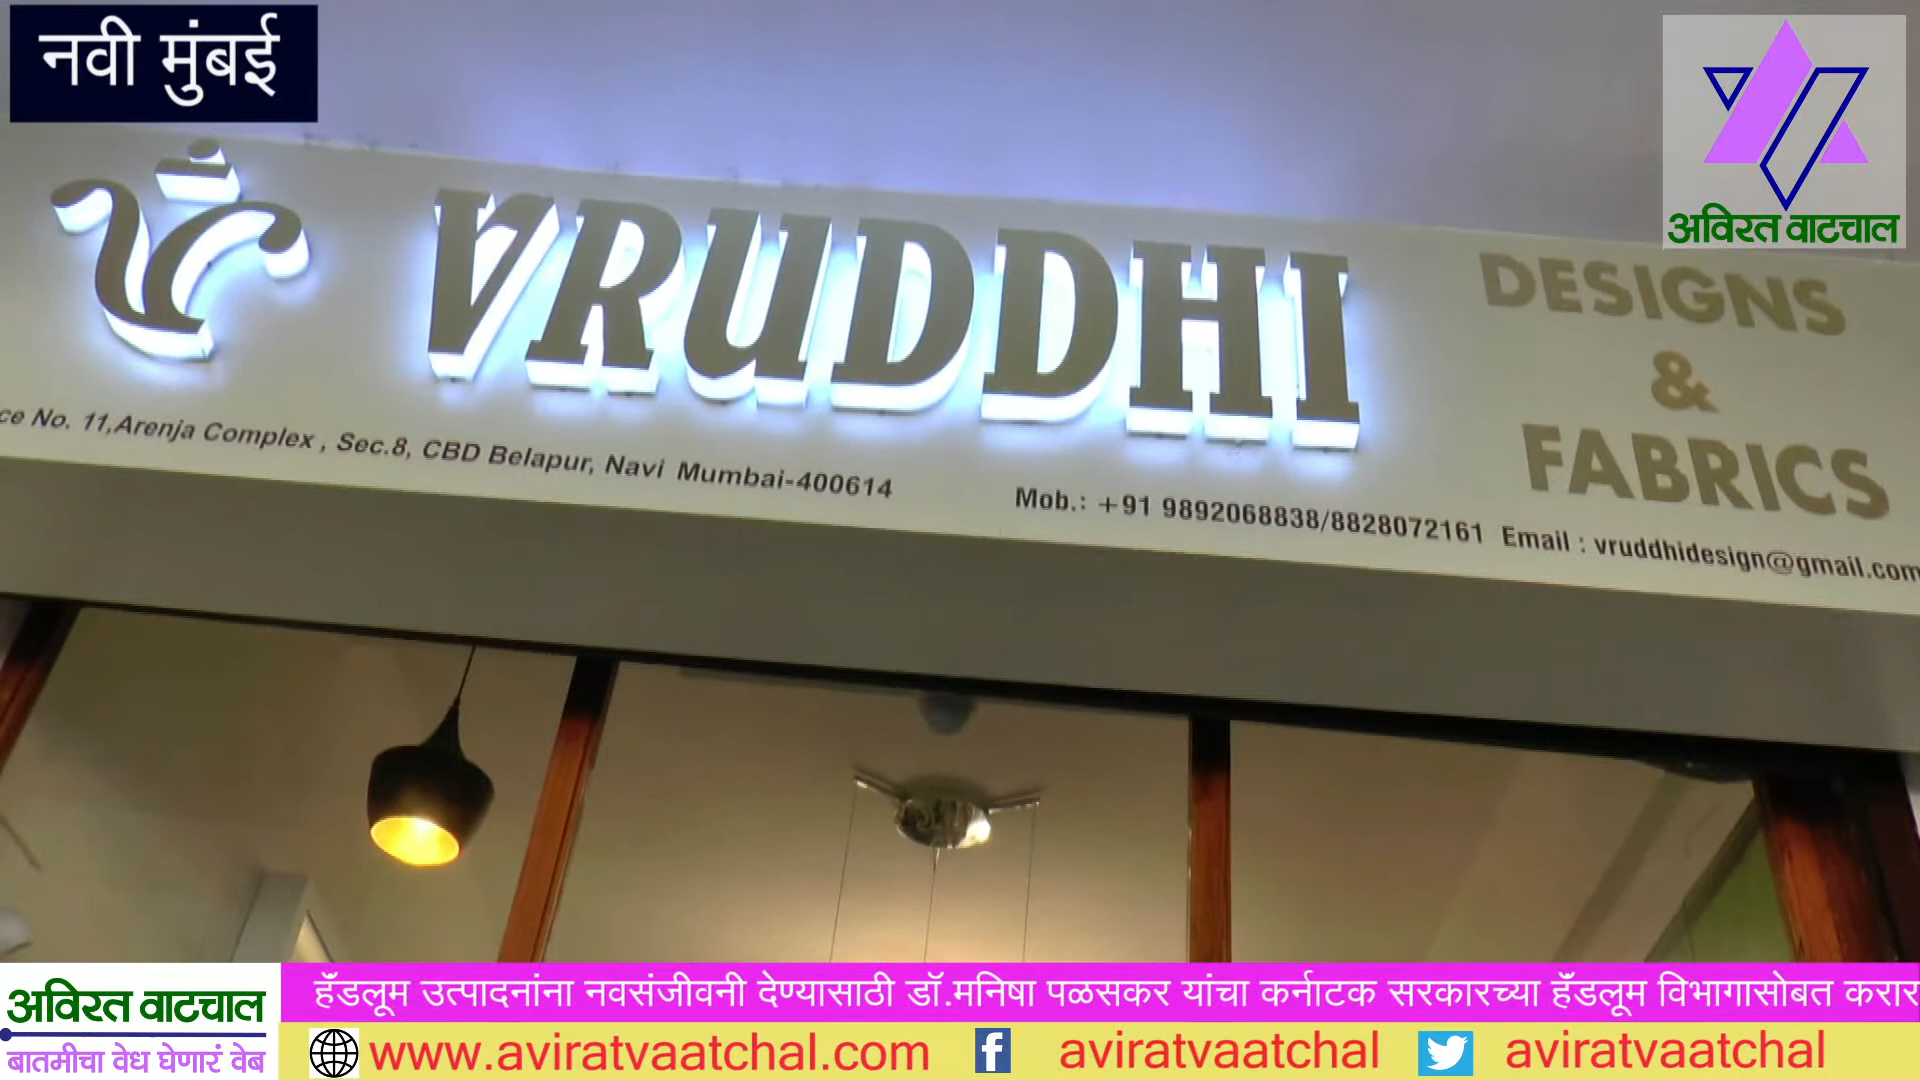 नवी मुंबई
अविरत वाटचाल
VRUDDHI
DESIGNS
&
FABRICS
No. 11,Arenja Complex , Sec.8, CBD Belapur, Navi Mumbai-400614
Mob.: +91 9892068838/8828072161 Email : vruddhidesign@gmail.com
अविरत वाटचाल
बातमीचा वेध घेणारं वेब
हँडलूम उत्पादनांना नवसंजीवनी देण्यासाठी डॉ.मनिषा पळसकर यांचा कर्नाटक सरकारच्या हँडलूम विभागासोबत करार
www.aviratvaatchal.com aviratvaatchal aviratvaatchal